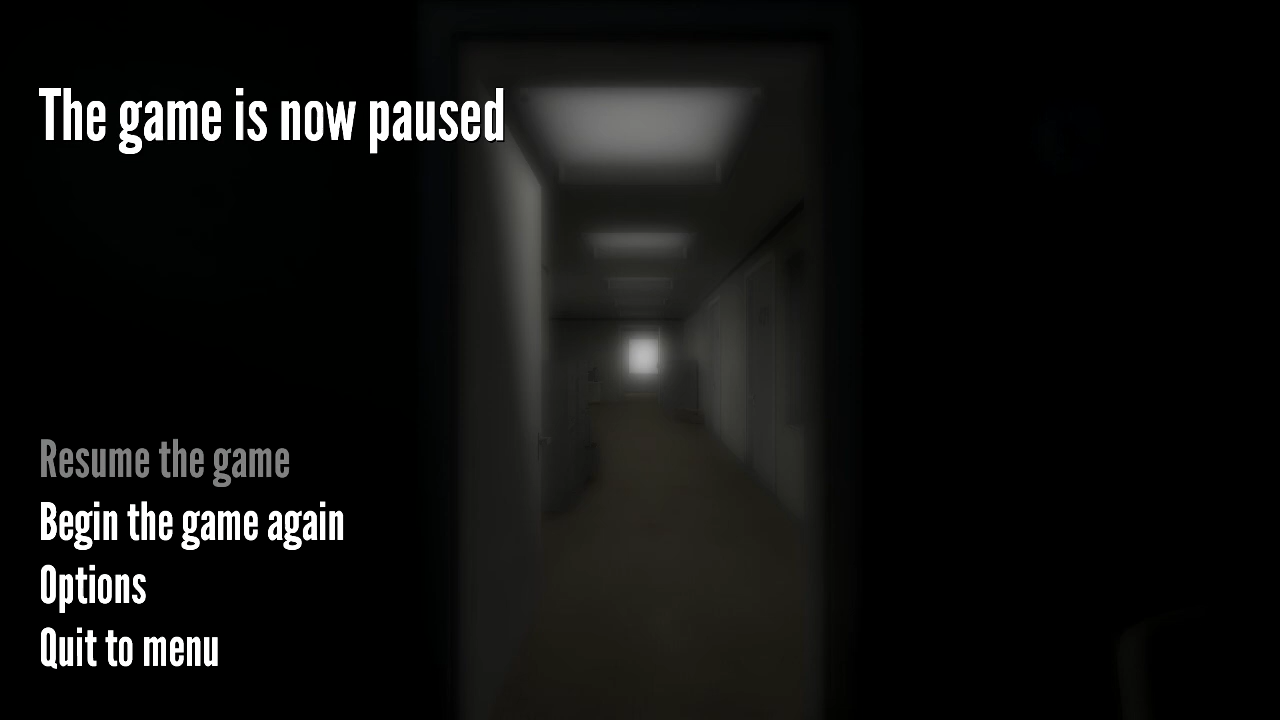 The game is now paused
Resume the game
Begin the game again
Options
Quit to menu